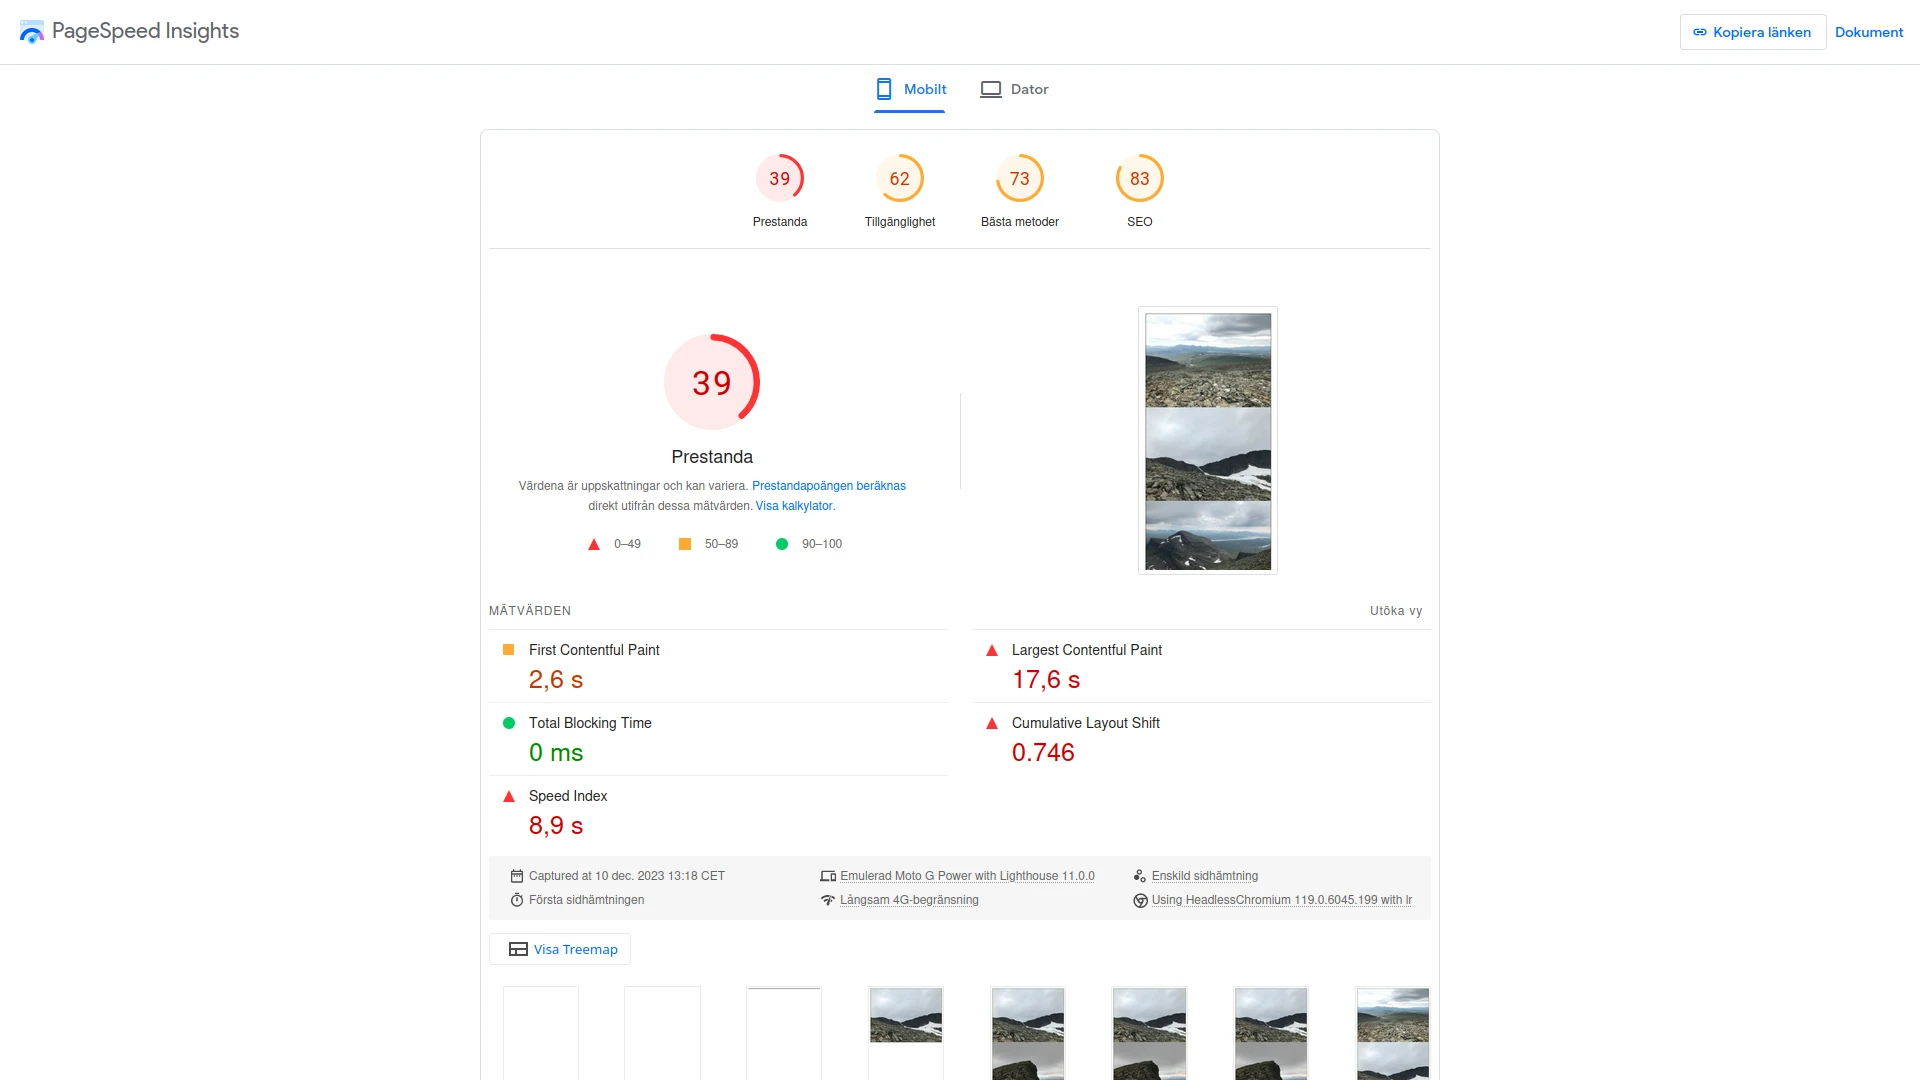 PageSpeed Insights
Kopiera länken
Dokument
Mobilt
Dator
39
62
73
83
Prestanda
Tillgänglighet
Bästa metoder
SEO
39
Prestanda
Värdena är uppskattningar och kan variera. Prestandapoängen beräknas
direkt utifrån dessa mätvärden. Visa kalkylator.
0–49
50–89
90–100
MÄTVÄRDEN
Utöka vy
First Contentful Paint
2,6 s
Largest Contentful Paint
17,6 s
Total Blocking Time
0 ms
Cumulative Layout Shift
0.746
Speed Index
8,9 s
Captured at 10 dec. 2023 13:18 CET
Emulerad Moto G Power with Lighthouse 11.0.0
Enskild sidhämtning
Första sidhämtningen
Långsam 4G-begränsning
Using HeadlessChromium 119.0.6045.199 with lr
Visa Treemap